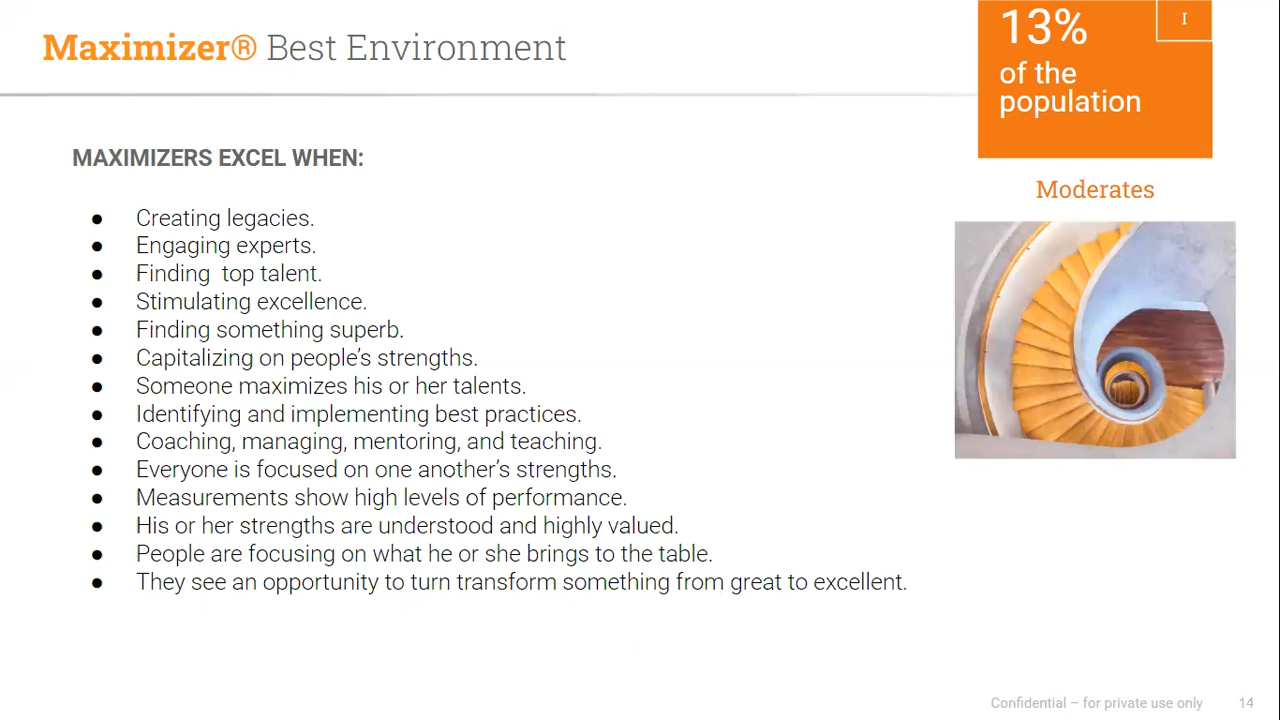 Maximizer® Best Environment
13%
of the
population
I
Moderates
MAXIMIZERS EXCEL WHEN:
● Creating legacies.
● Engaging experts.
● Finding  top talent.
● Stimulating excellence.
● Finding something superb.
● Capitalizing on people’s strengths.
● Someone maximizes his or her talents.
● Identifying and implementing best practices.
● Coaching, managing, mentoring, and teaching.
● Everyone is focused on one another’s strengths.
● Measurements show high levels of performance.
● His or her strengths are understood and highly valued.
● People are focusing on what he or she brings to the table.
● They see an opportunity to turn transform something from great to excellent.
Confidential – for private use only 14